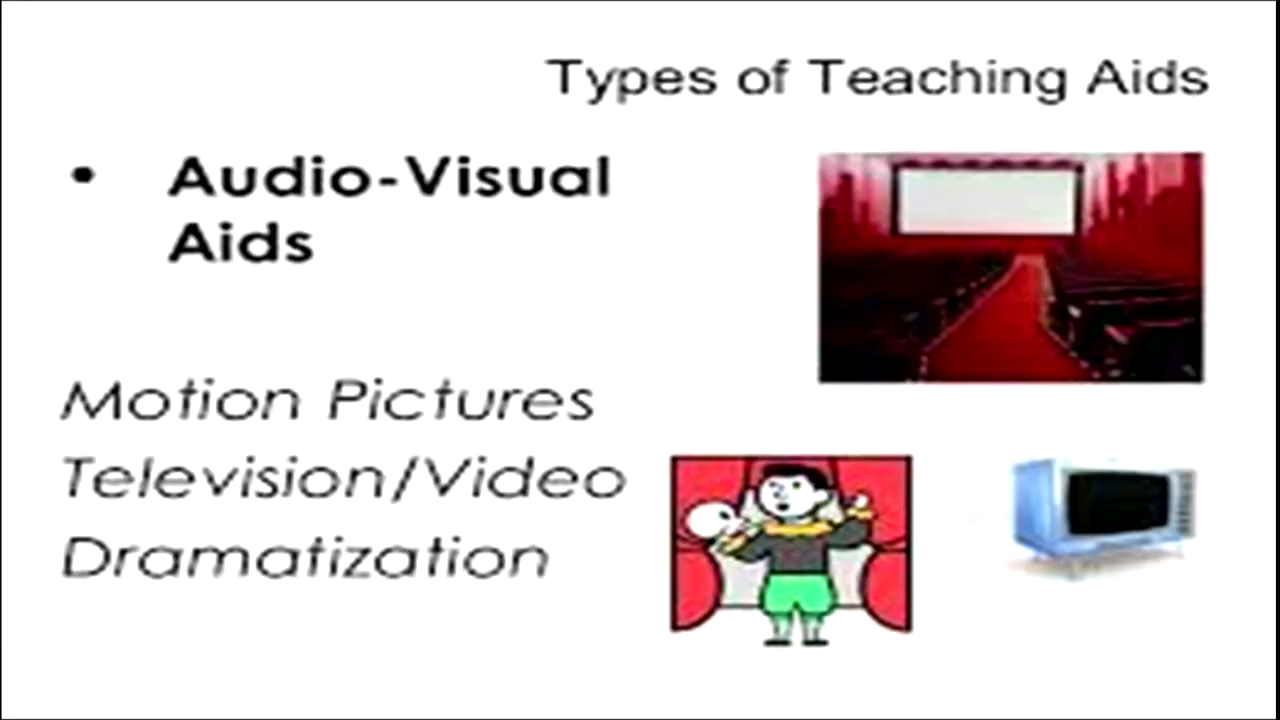 Types of Teaching Aids
• Audio-Visual
Aids
Motion Pictures
Television/Video
Dramatization